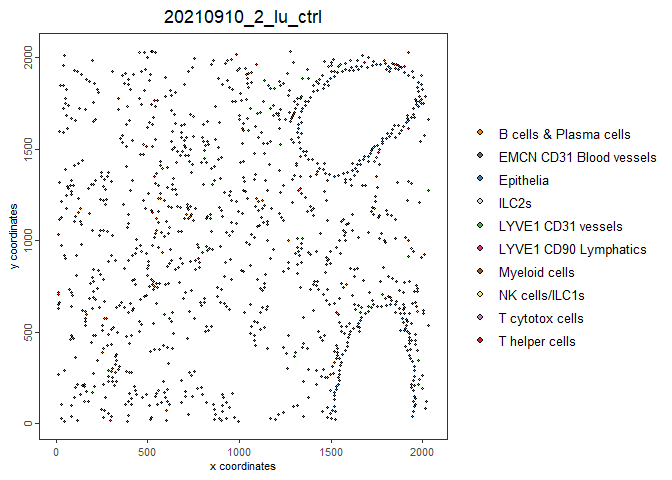 20210910_2_lu_ctrl
2000
1500
1000
500
0
y coordinates
0 500 1000 1500 2000
x coordinates
B cells & Plasma cells
EMCN CD31 Blood vessels
Epithelia
ILC2s
LYVE1 CD31 vessels
LYVE1 CD90 Lymphatics
Myeloid cells
NK cells/ILC1s
T cytotox cells
T helper cells